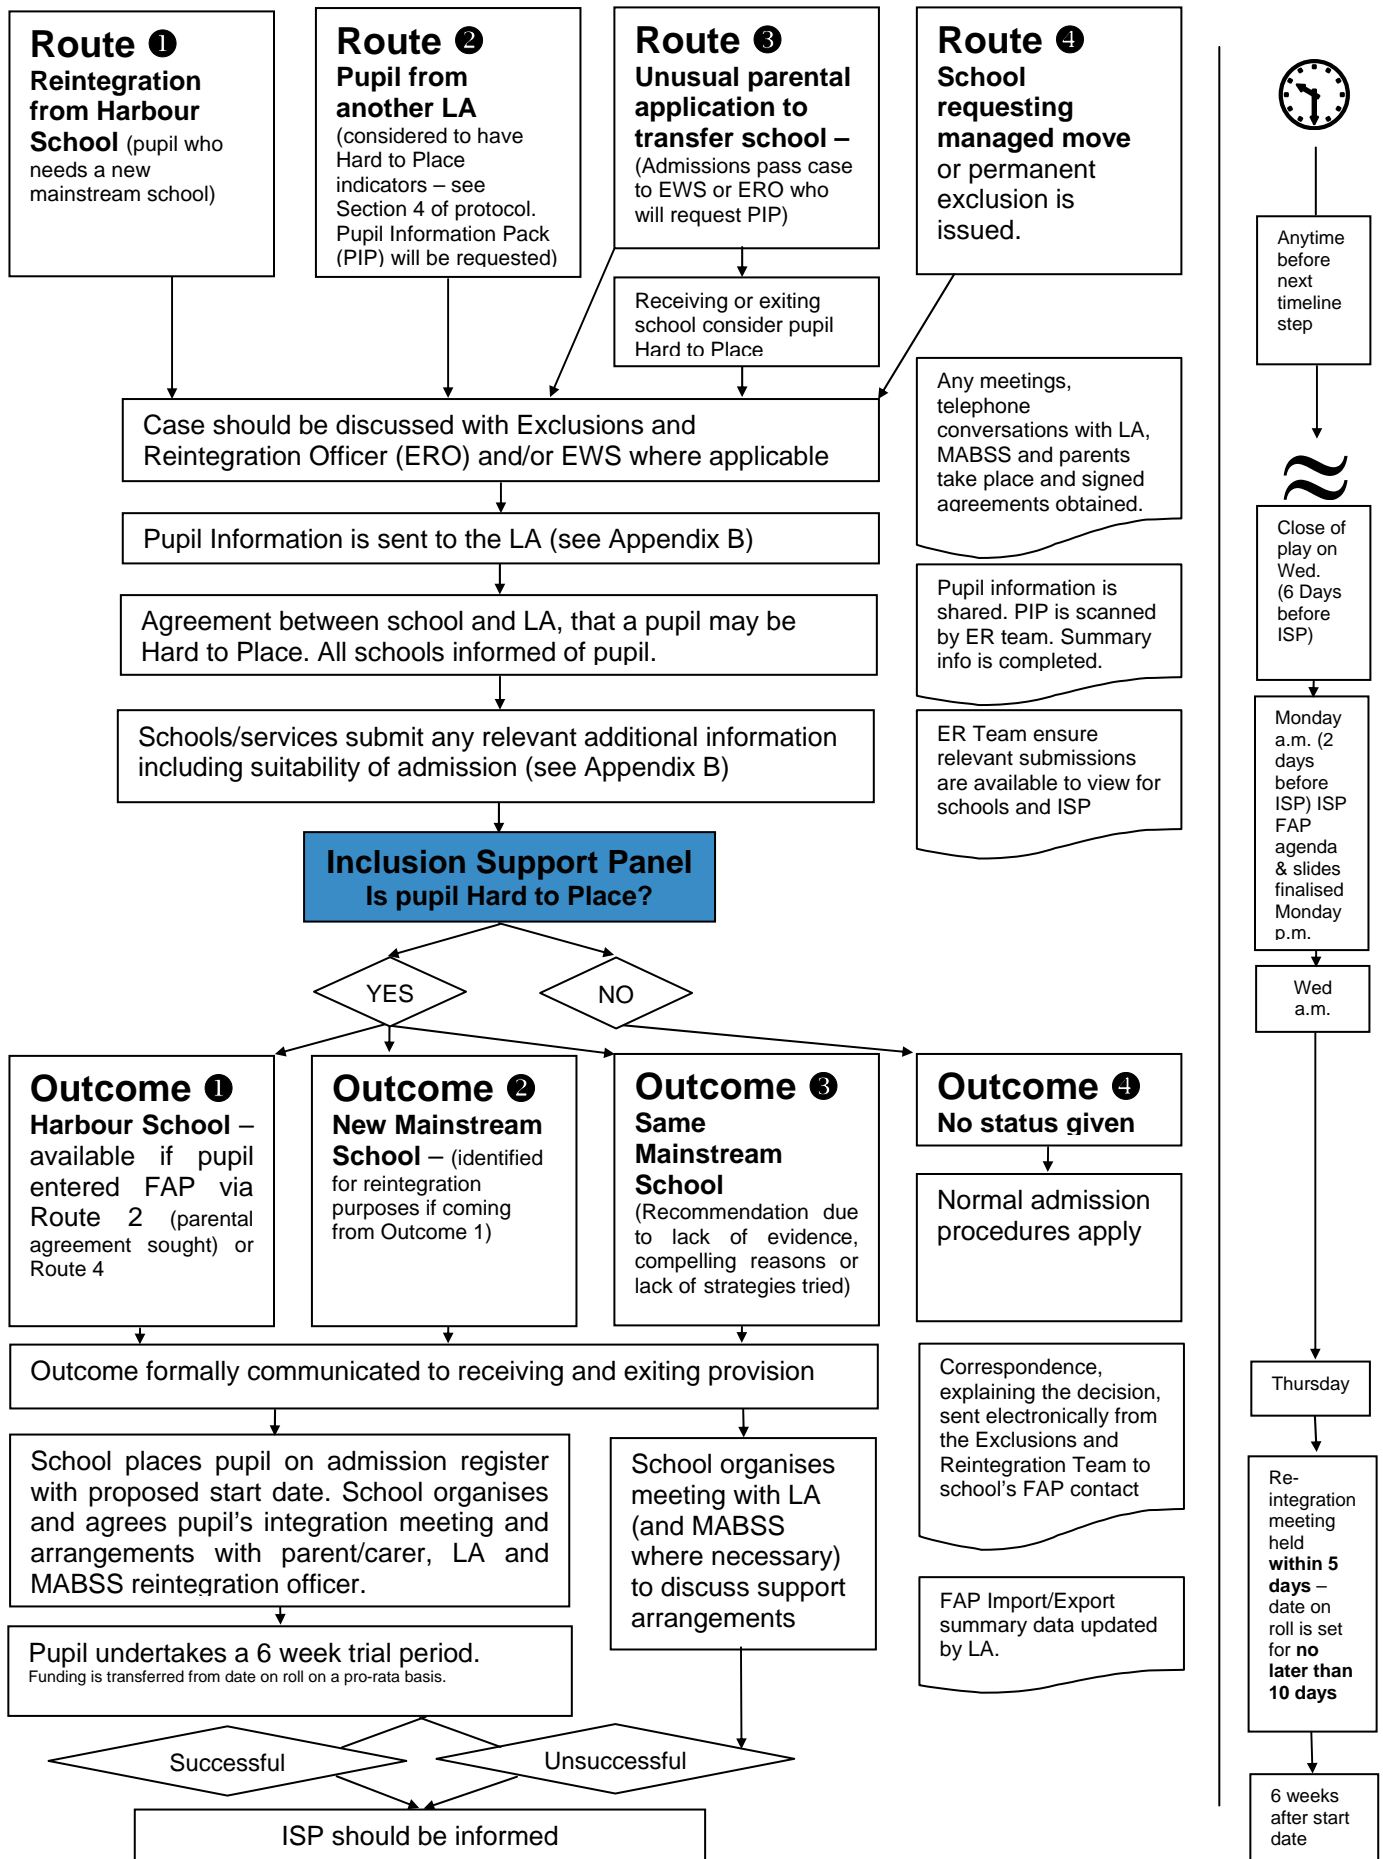 Route ❶
Reintegration
from Harbour
School (pupil who
needs a new
mainstream school)
Route ❷
Pupil from
another LA
(considered to have
Hard to Place
indicators – see
Section 4 of protocol.
Pupil Information Pack
(PIP) will be requested)
Route ❸
Unusual parental
application to
transfer school –
(Admissions pass case
to EWS or ERO who
will request PIP)
Route ❹
School
requesting
managed move
or permanent
exclusion is
issued.
Anytime
before
next
timeline
step
Receiving or exiting
school consider pupil
Hard to Place
Case should be discussed with Exclusions and
Reintegration Officer (ERO) and/or EWS where applicable
Any meetings,
telephone
conversations with LA,
MABSS and parents
take place and signed
agreements obtained.
≈
Pupil Information is sent to the LA (see Appendix B)
Close of
play on
Wed.
(6 Days
before
ISP)
Agreement between school and LA, that a pupil may be
Hard to Place. All schools informed of pupil.
Pupil information is
shared. PIP is scanned
by ER team. Summary
info is completed.
Schools/services submit any relevant additional information
including suitability of admission (see Appendix B)
ER Team ensure
relevant submissions
are available to view for
schools and ISP
Monday
a.m. (2
days
before
ISP) ISP
FAP
agenda
& slides
finalised
Monday
p.m.
Inclusion Support Panel
Is pupil Hard to Place?
YES
NO
Wed
a.m.
Outcome ❶
Harbour School –
available if pupil
entered FAP via
Route 2 (parental
agreement sought) or
Route 4
Outcome ❷
New Mainstream
School – (identified
for reintegration
purposes if coming
from Outcome 1)
Outcome ❸
Same
Mainstream
School
(Recommendation due
to lack of evidence,
compelling reasons or
lack of strategies tried)
Outcome ❹
No status given
Normal admission
procedures apply
Outcome formally communicated to receiving and exiting provision
Correspondence,
explaining the decision,
sent electronically from
the Exclusions and
Reintegration Team to
school's FAP contact
Thursday
School places pupil on admission register
with proposed start date. School organises
and agrees pupil's integration meeting and
arrangements with parent/carer, LA and
MABSS reintegration officer.
School organises
meeting with LA
(and MABSS
where necessary)
to discuss support
arrangements
Re-
integration
meeting
held
within 5
days –
date on
roll is set
for no
later than
10 days
FAP Import/Export
summary data updated
by LA.
Pupil undertakes a 6 week trial period.
Funding is transferred from date on roll on a pro-rata basis.
Successful
Unsuccessful
6 weeks
after start
date
ISP should be informed